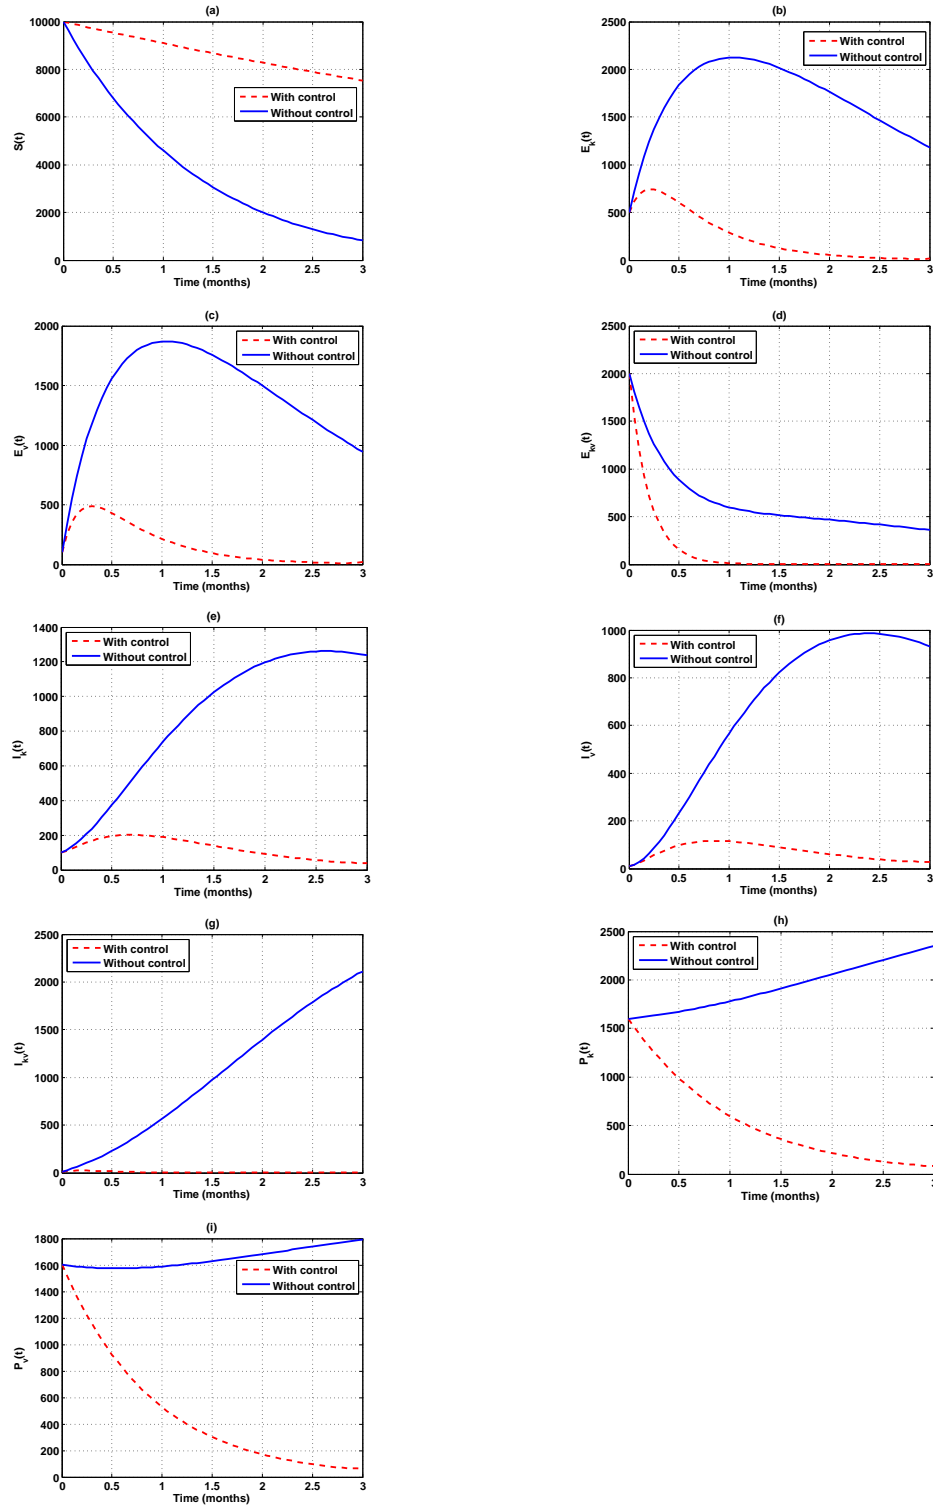 (a)
10000
8000
6000
4000
2000
0
S(t)
With control
Without control
0 0.5 1 1.5 2 2.5 3
Time (months)
(b)
2500
2000
1500
1000
500
0
E_k(t)
With control
Without control
0 0.5 1 1.5 2 2.5 3
Time (months)
(c)
2000
1500
1000
500
0
E_v(t)
With control
Without control
0 0.5 1 1.5 2 2.5 3
Time (months)
(d)
2500
2000
1500
1000
500
0
E_kv(t)
With control
Without control
0 0.5 1 1.5 2 2.5 3
Time (months)
(e)
1400
1200
1000
800
600
400
200
0
I_k(t)
With control
Without control
0 0.5 1 1.5 2 2.5 3
Time (months)
(f)
1000
800
600
400
200
0
I_v(t)
With control
Without control
0 0.5 1 1.5 2 2.5 3
Time (months)
(g)
2500
2000
1500
1000
500
0
I_kv(t)
With control
Without control
0 0.5 1 1.5 2 2.5 3
Time (months)
(h)
2500
2000
1500
1000
500
0
P_k(t)
With control
Without control
0 0.5 1 1.5 2 2.5 3
Time (months)
(i)
1800
1600
1400
1200
1000
800
600
400
200
0
P_v(t)
With control
Without control
0 0.5 1 1.5 2 2.5 3
Time (months)